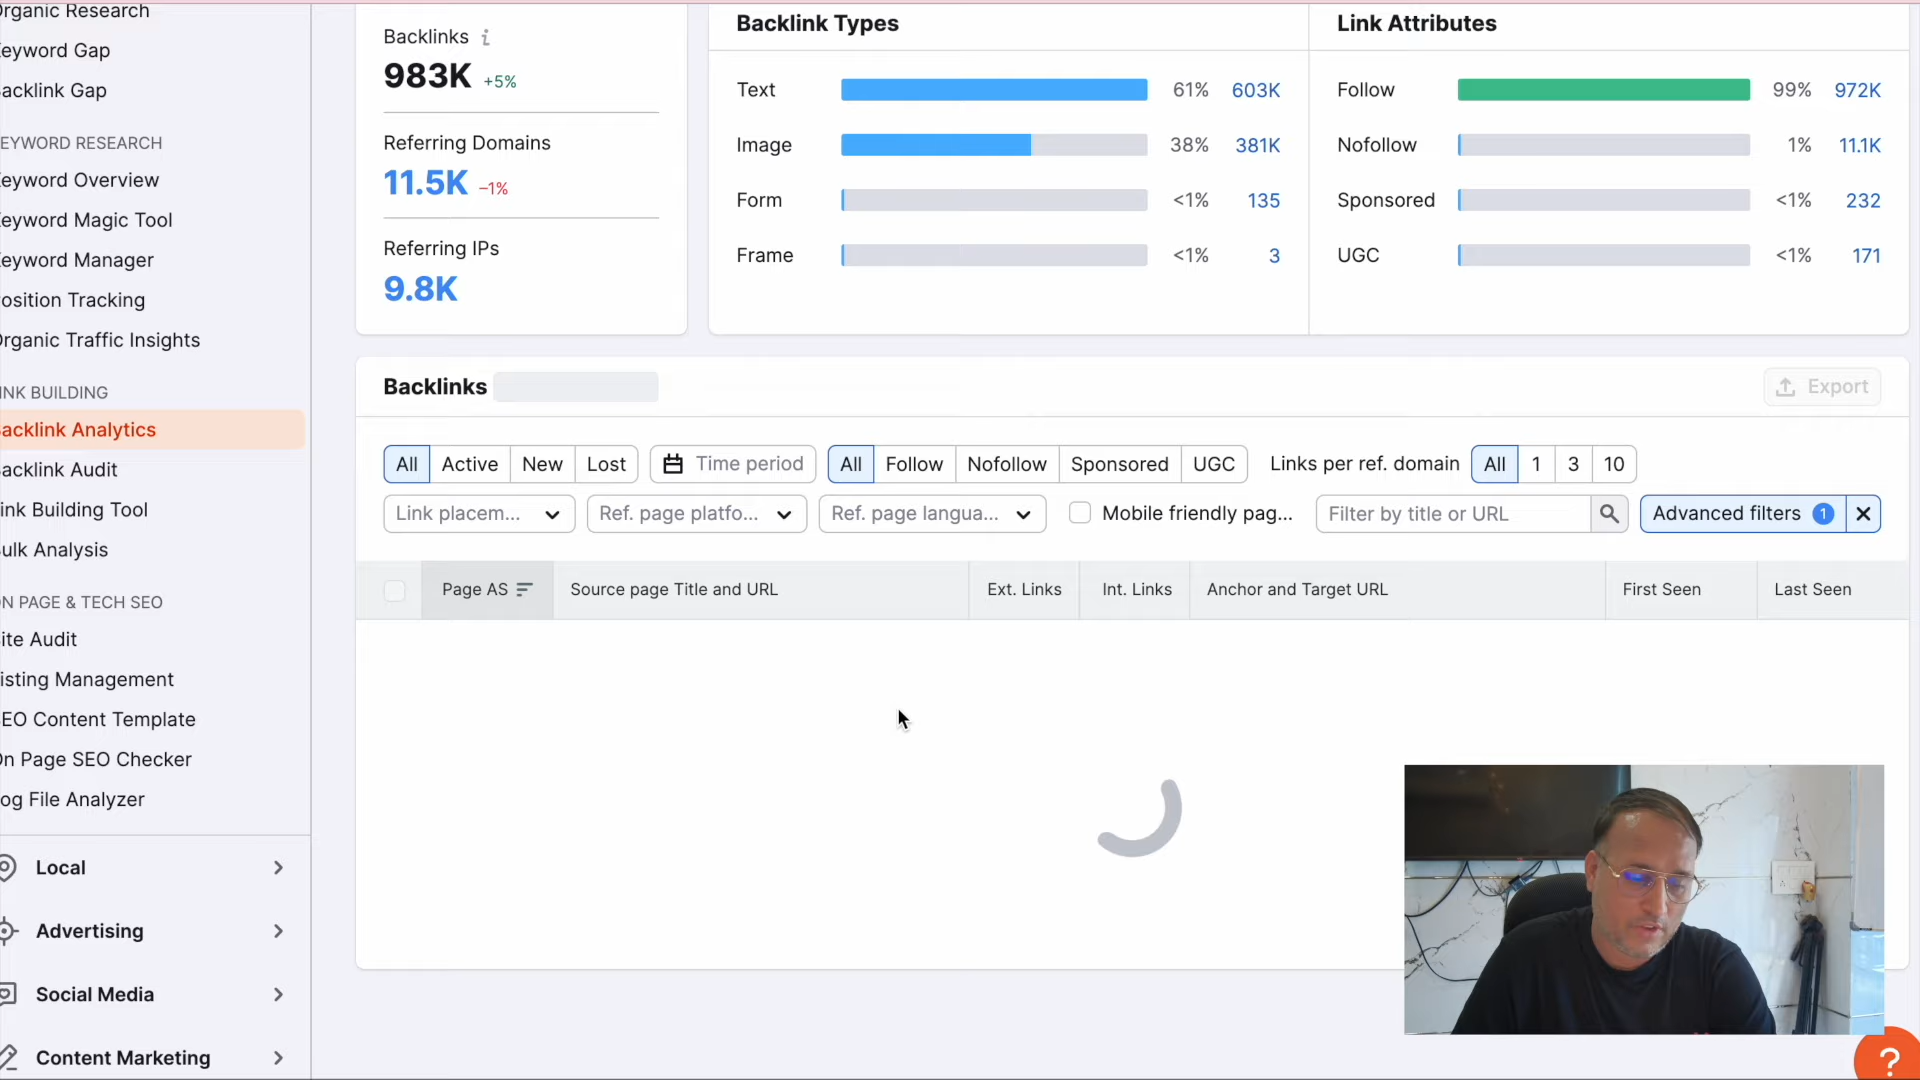 rganic Research
eyword Gap
acklink Gap
EYWORD RESEARCH
eyword Overview
eyword Magic Tool
eyword Manager
osition Tracking
rganic Traffic Insights
INK BUILDING
acklink Analytics
acklink Audit
ink Building Tool
ulk Analysis
N PAGE & TECH SEO
ite Audit
isting Management
EO Content Template
n Page SEO Checker
og File Analyzer
Local
Advertising
Social Media
Content Marketing
Backlinks i
983K +5%
Referring Domains
11.5K −1%
Referring IPs
9.8K
Backlink Types
Text 61% 603K
Image 38% 381K
Form <1% 135
Frame <1% 3
Link Attributes
Follow 99% 972K
Nofollow 1% 11.1K
Sponsored <1% 232
UGC <1% 171
Backlinks
Export
All Active New Lost Time period All Follow Nofollow Sponsored UGC Links per ref. domain All 1 3 10
Link placem... Ref. page platfo... Ref. page langua... Mobile friendly pag... Filter by title or URL Advanced filters 1
Page AS Source page Title and URL Ext. Links Int. Links Anchor and Target URL First Seen Last Seen
?